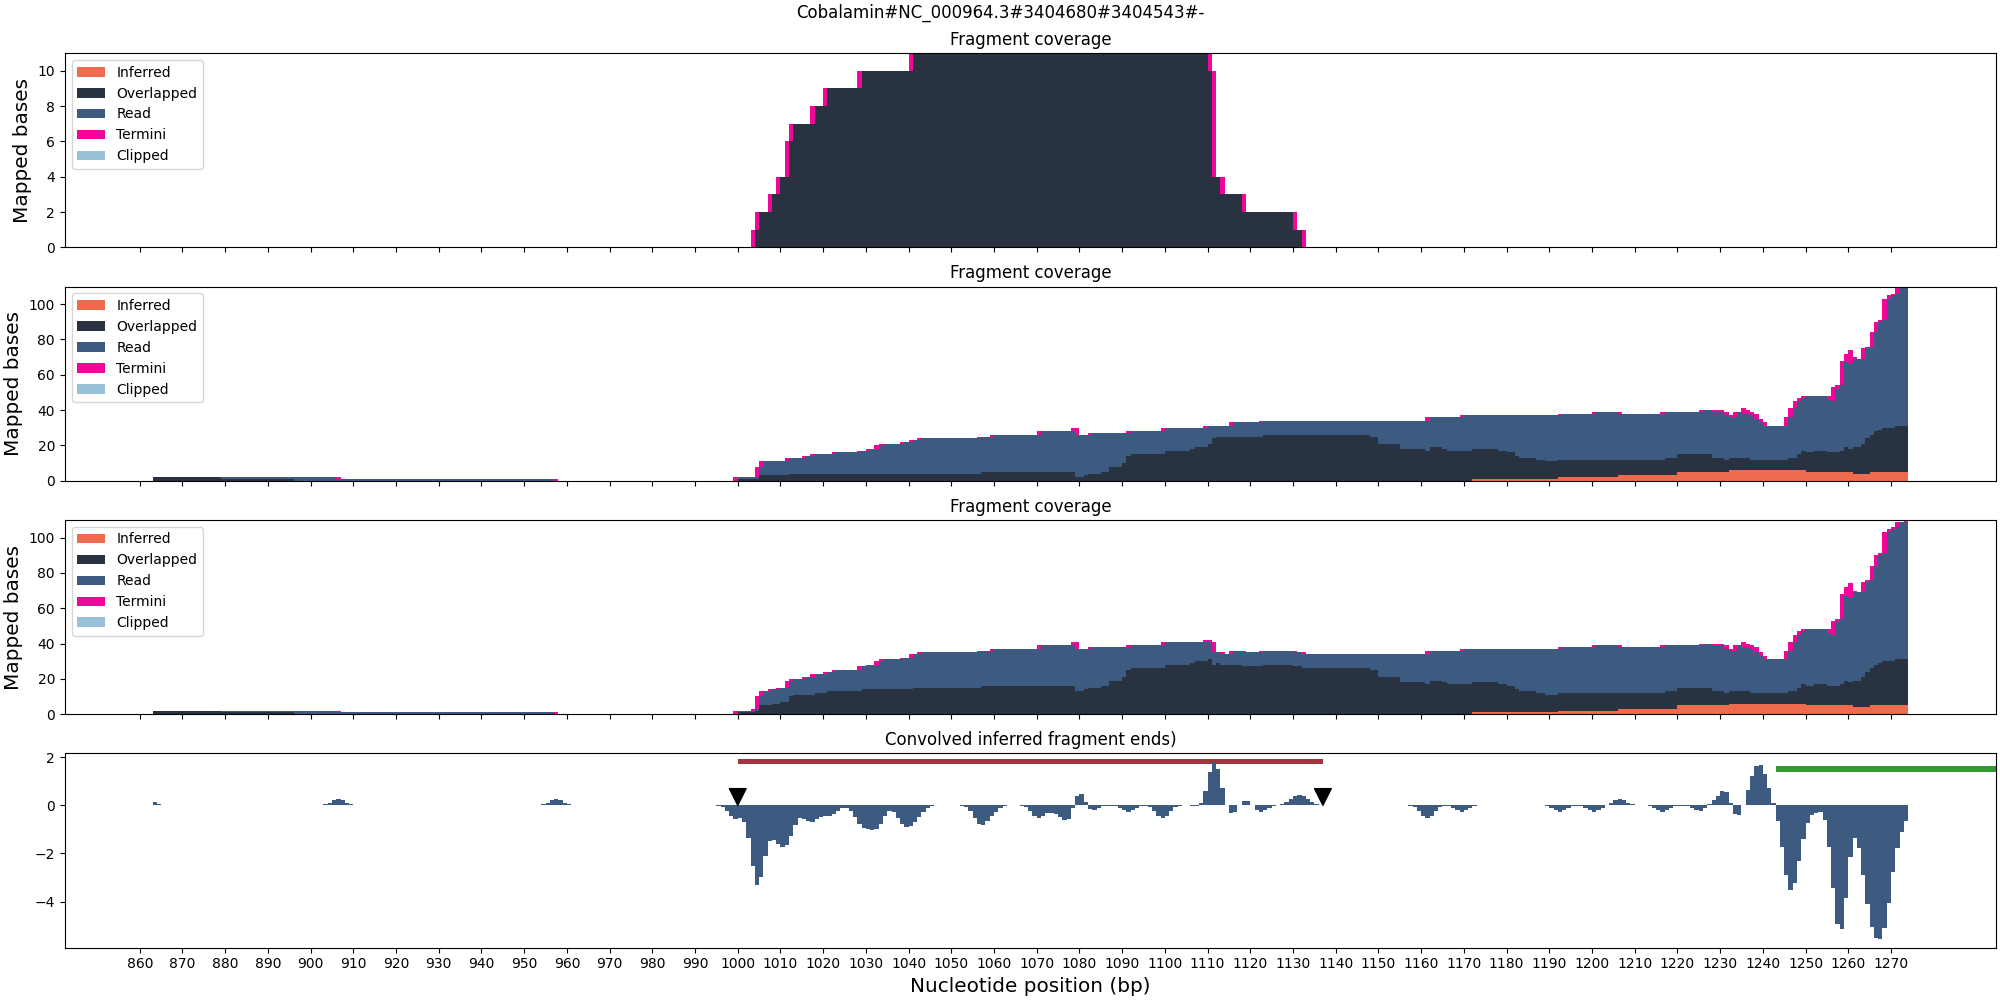 Cobalamin#NC_000964.3#3404680#3404543#-
Fragment coverage
Mapped bases
10
8
6
4
2
0
Inferred
Overlapped
Read
Termini
Clipped
Fragment coverage
Mapped bases
100
80
60
40
20
0
Inferred
Overlapped
Read
Termini
Clipped
Fragment coverage
Mapped bases
100
80
60
40
20
0
Inferred
Overlapped
Read
Termini
Clipped
Convolved inferred fragment ends)
2
0
−2
−4
860 870 880 890 900 910 920 930 940 950 960 970 980 990 1000 1010 1020 1030 1040 1050 1060 1070 1080 1090 1100 1110 1120 1130 1140 1150 1160 1170 1180 1190 1200 1210 1220 1230 1240 1250 1260 1270
Nucleotide position (bp)